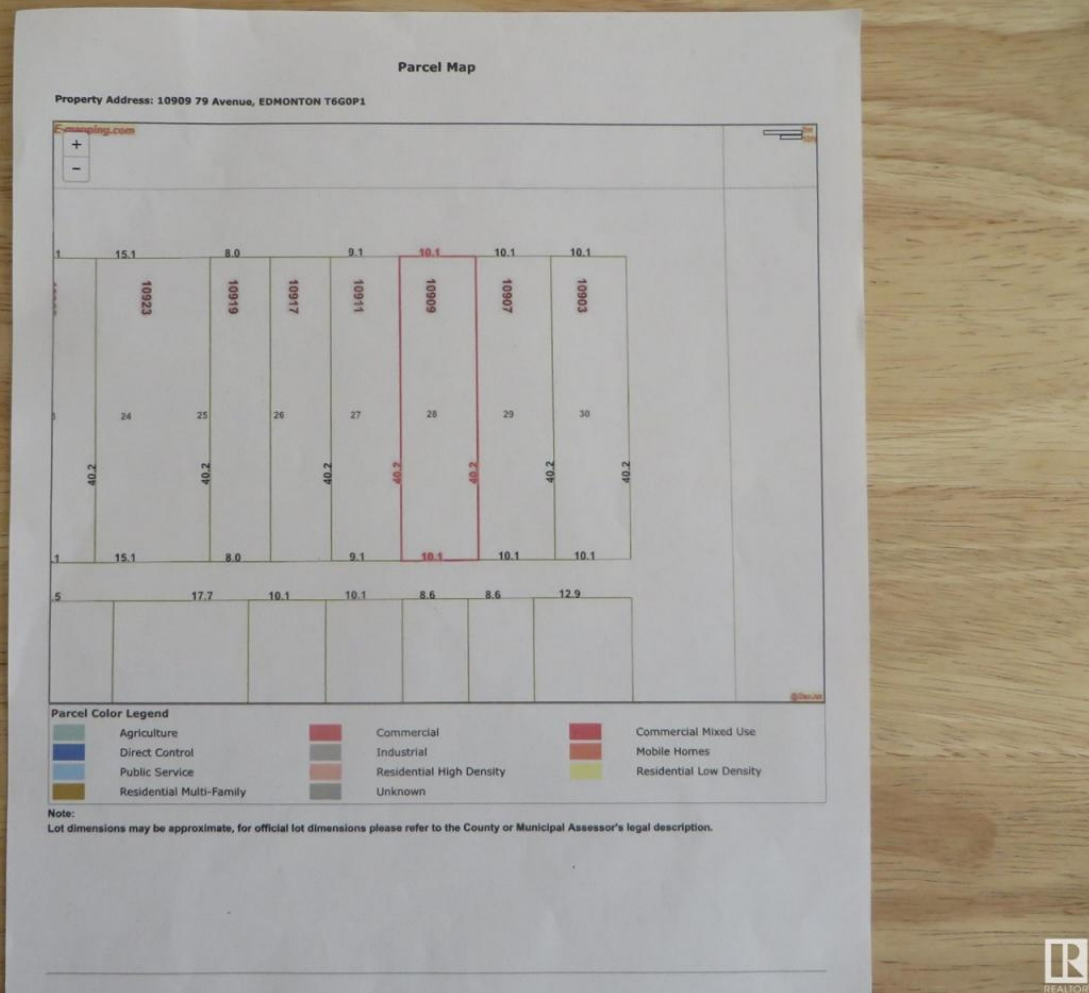 Parcel Map
Property Address: 10909 79 Avenue, EDMONTON T6G0P1
E-mapping.com
+
−
1 15.1 8.0 9.1 10.1 10.1 10.1
10923 10919 10917 10911 10909 10907 10903
24 25 26 27 28 29 30
40.2 40.2 40.2 40.2 40.2 40.2 40.2
.1 15.1 8.0 9.1 10.1 10.1 10.1
.5 17.7 10.1 10.1 8.6 8.6 12.9
Parcel Color Legend
Agriculture Commercial Commercial Mixed Use
Direct Control Industrial Mobile Homes
Public Service Residential High Density Residential Low Density
Residential Multi-Family Unknown
Note:
Lot dimensions may be approximate, for official lot dimensions please refer to the County or Municipal Assessor's legal description.
R
REALTOR